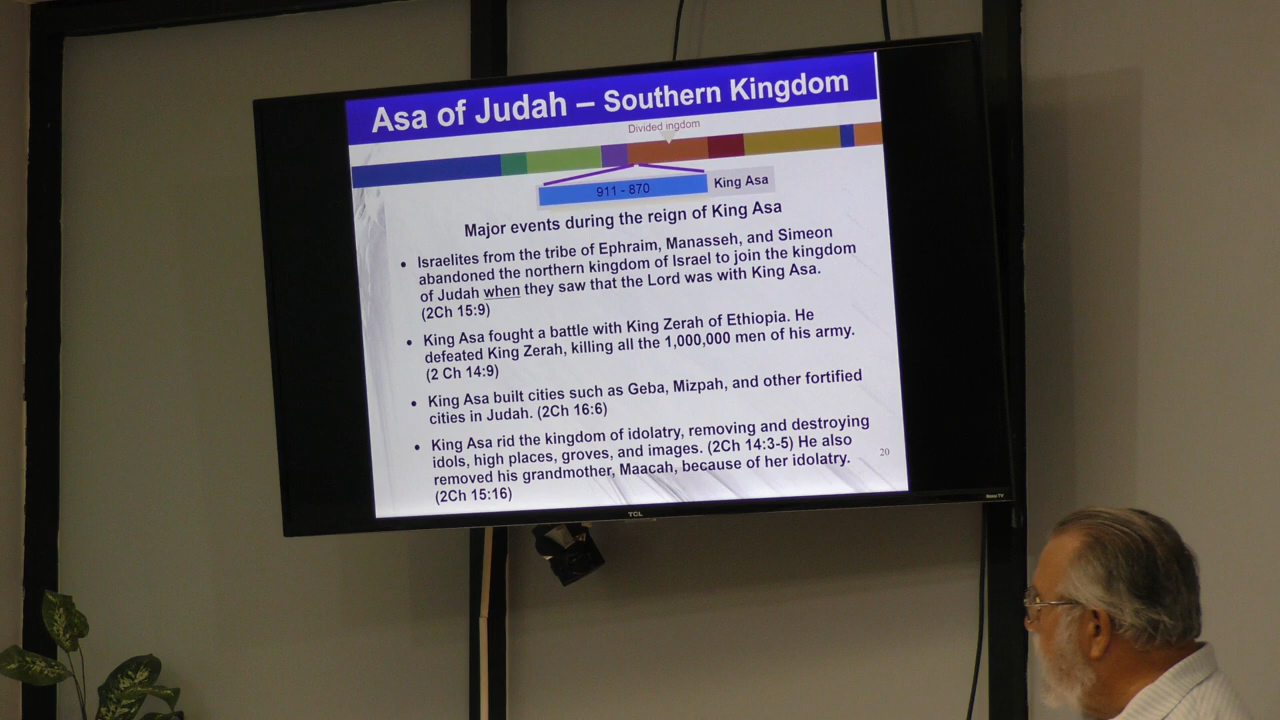 Asa of Judah – Southern Kingdom
Divided ingdom
911 - 870
King Asa
Major events during the reign of King Asa
• Israelites from the tribe of Ephraim, Manasseh, and Simeon
abandoned the northern kingdom of Israel to join the kingdom
of Judah when they saw that the Lord was with King Asa.
(2Ch 15:9)
• King Asa fought a battle with King Zerah of Ethiopia. He
defeated King Zerah, killing all the 1,000,000 men of his army.
(2 Ch 14:9)
• King Asa built cities such as Geba, Mizpah, and other fortified
cities in Judah. (2Ch 16:6)
• King Asa rid the kingdom of idolatry, removing and destroying
idols, high places, groves, and images. (2Ch 14:3-5) He also
removed his grandmother, Maacah, because of her idolatry.
(2Ch 15:16)
20
TCL
Roku TV